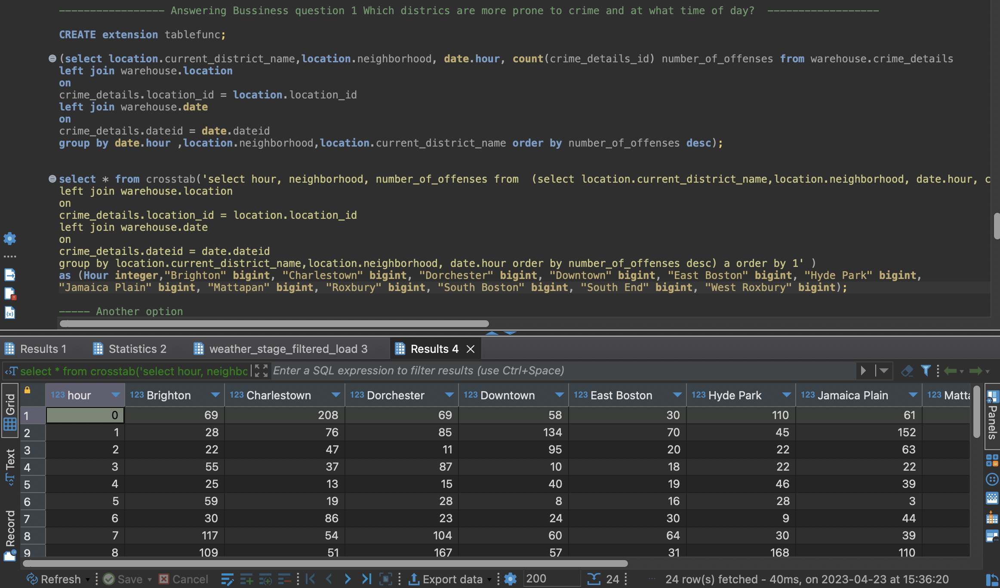 ----------------- Answering Bussiness question 1 Which districs are more prone to crime and at what time of day? ------------------
CREATE extension tablefunc;
(select location.current_district_name,location.neighborhood, date.hour, count(crime_details_id) number_of_offenses from warehouse.crime_details
left join warehouse.location
on
crime_details.location_id = location.location_id
left join warehouse.date
on
crime_details.dateid = date.dateid
group by date.hour ,location.neighborhood,location.current_district_name order by number_of_offenses desc);
select * from crosstab('select hour, neighborhood, number_of_offenses from  (select location.current_district_name,location.neighborhood, date.hour, c
left join warehouse.location
on
crime_details.location_id = location.location_id
left join warehouse.date
on
crime_details.dateid = date.dateid
group by location.current_district_name,location.neighborhood, date.hour order by number_of_offenses desc) a order by 1' )
as (Hour integer,"Brighton" bigint, "Charlestown" bigint, "Dorchester" bigint, "Downtown" bigint, "East Boston" bigint, "Hyde Park" bigint,
"Jamaica Plain" bigint, "Mattapan" bigint, "Roxbury" bigint, "South Boston" bigint, "South End" bigint, "West Roxbury" bigint);
----- Another option
Results 1 Statistics 2 weather_stage_filtered_load 3 Results 4
select * from crosstab('select hour, neighbo Enter a SQL expression to filter results (use Ctrl+Space)
Grid
Text
Record
Panels
123 hour 123 Brighton 123 Charlestown 123 Dorchester 123 Downtown 123 East Boston 123 Hyde Park 123 Jamaica Plain 123 Matta
1 0 69 208 69 58 30 110 61
2 1 28 76 85 134 70 45 152
3 2 22 47 11 95 20 22 63
4 3 55 37 87 10 18 22 22
5 4 25 13 15 40 19 46 39
6 5 59 19 28 8 16 28 3
7 6 30 86 23 24 30 9 44
8 7 117 54 104 60 64 30 39
9 8 109 51 167 57 31 168 110
Refresh Save Cancel Export data 200 24 24 row(s) fetched - 40ms, on 2023-04-23 at 15:36:20